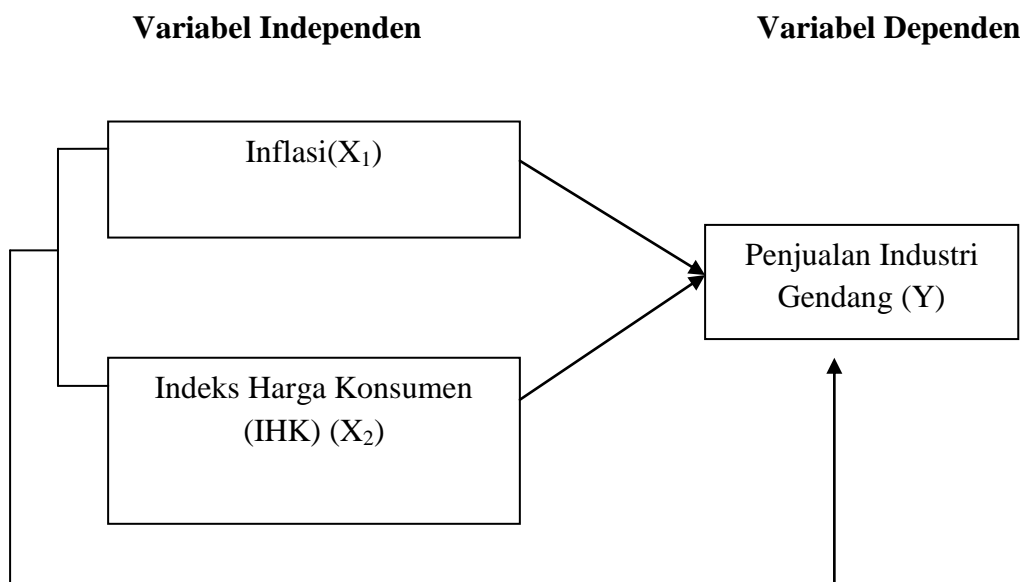 Variabel Independen
Variabel Dependen
Inflasi(X₁)
Penjualan Industri
Gendang (Y)
Indeks Harga Konsumen
(IHK) (X₂)